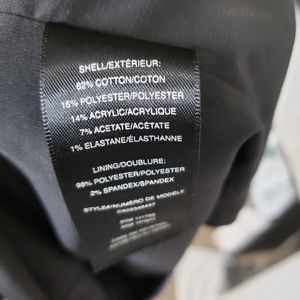 SHELL/EXTÉRIEUR:
62% COTTON/COTON
16% POLYESTER/POLYESTER
14% ACRYLIC/ACRYLIQUE
7% ACETATE/ACÉTATE
1% ELASTANE/ÉLASTHANNE
LINING/DOUBLURE:
98% POLYESTER/POLYESTER
2% SPANDEX/SPANDEX
STYLE#/NUMÉRO DE MODÈLE